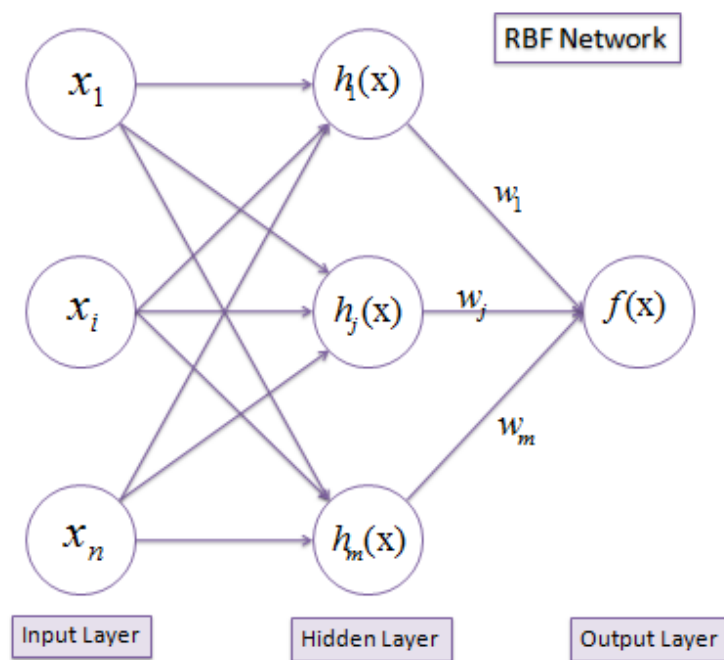 RBF Network
x₁
h₁(x)
w₁
xᵢ
hⱼ(x)
wⱼ
f(x)
wₘ
xₙ
hₘ(x)
Input Layer
Hidden Layer
Output Layer